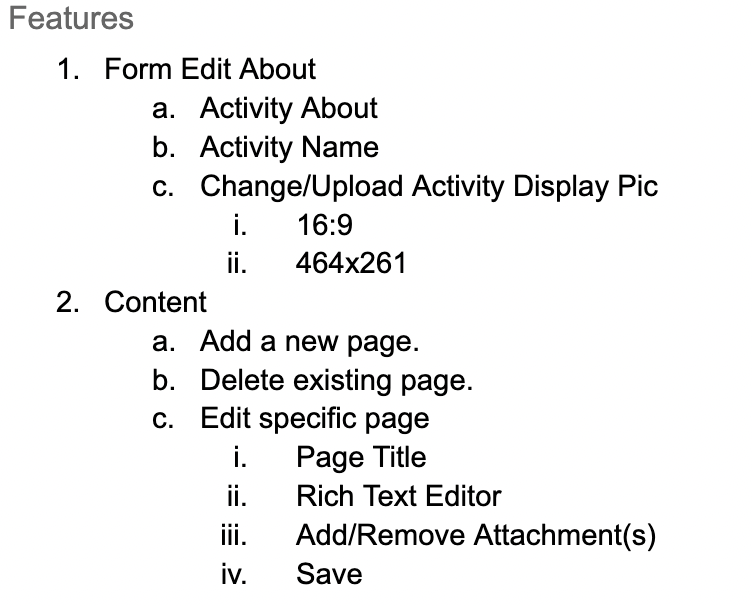 Features
1. Form Edit About
a. Activity About
b. Activity Name
c. Change/Upload Activity Display Pic
i. 16:9
ii. 464x261
2. Content
a. Add a new page.
b. Delete existing page.
c. Edit specific page
i. Page Title
ii. Rich Text Editor
iii. Add/Remove Attachment(s)
iv. Save